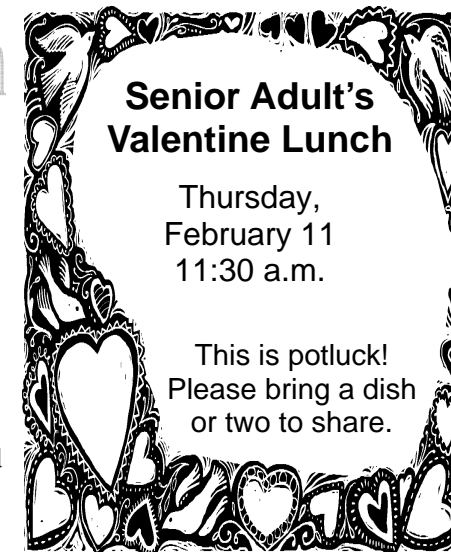 Senior Adult's
Valentine Lunch
Thursday,
February 11
11:30 a.m.
This is potluck!
Please bring a dish
or two to share.